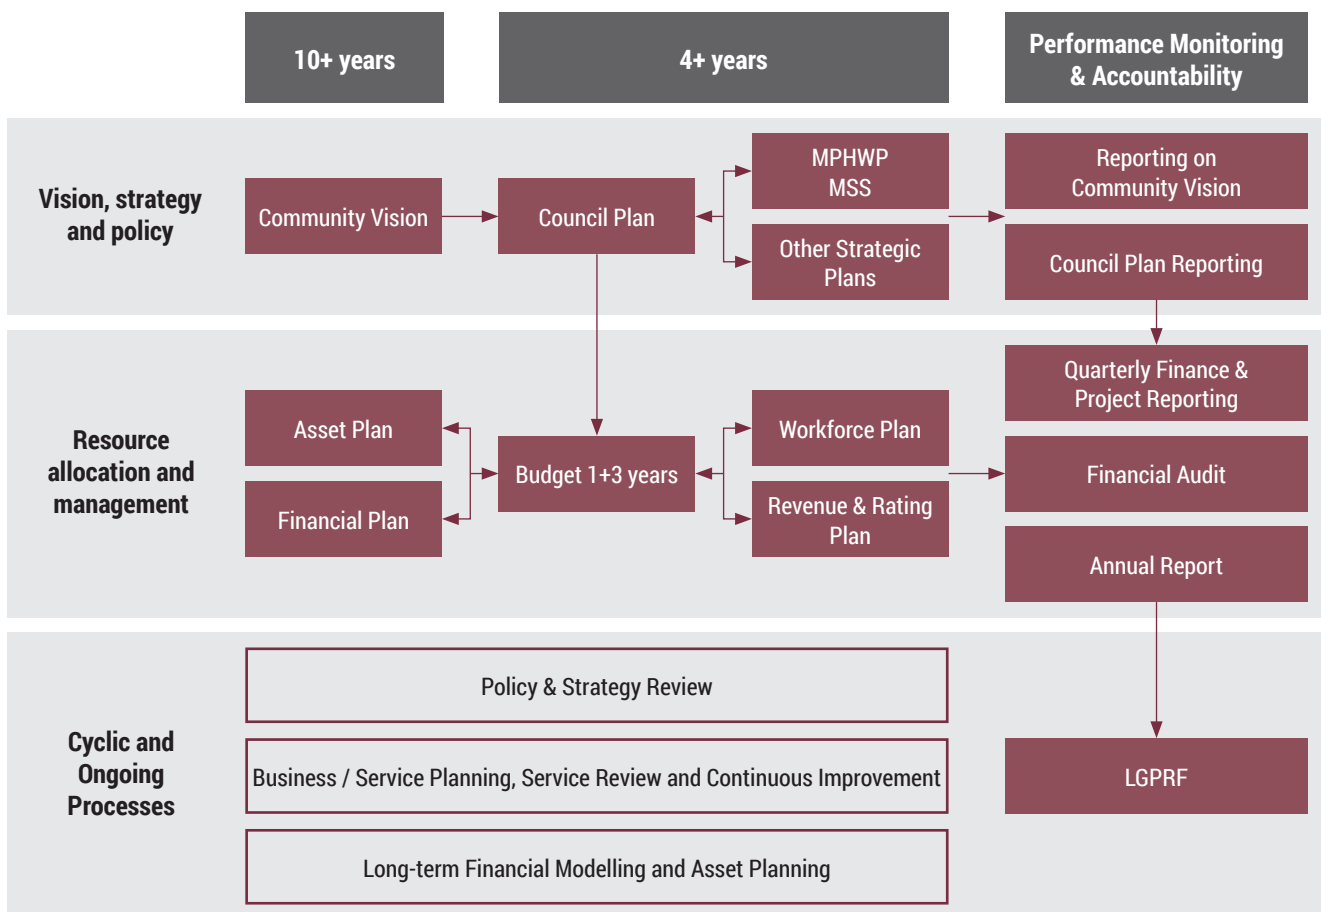 10+ years
4+ years
Performance Monitoring
& Accountability
Vision, strategy
and policy
Community Vision
Council Plan
MPHWP
MSS
Other Strategic
Plans
Reporting on
Community Vision
Council Plan Reporting
Resource
allocation and
management
Asset Plan
Financial Plan
Budget 1+3 years
Workforce Plan
Revenue & Rating
Plan
Quarterly Finance &
Project Reporting
Financial Audit
Annual Report
Cyclic and
Ongoing
Processes
Policy & Strategy Review
Business / Service Planning, Service Review and Continuous Improvement
Long-term Financial Modelling and Asset Planning
LGPRF